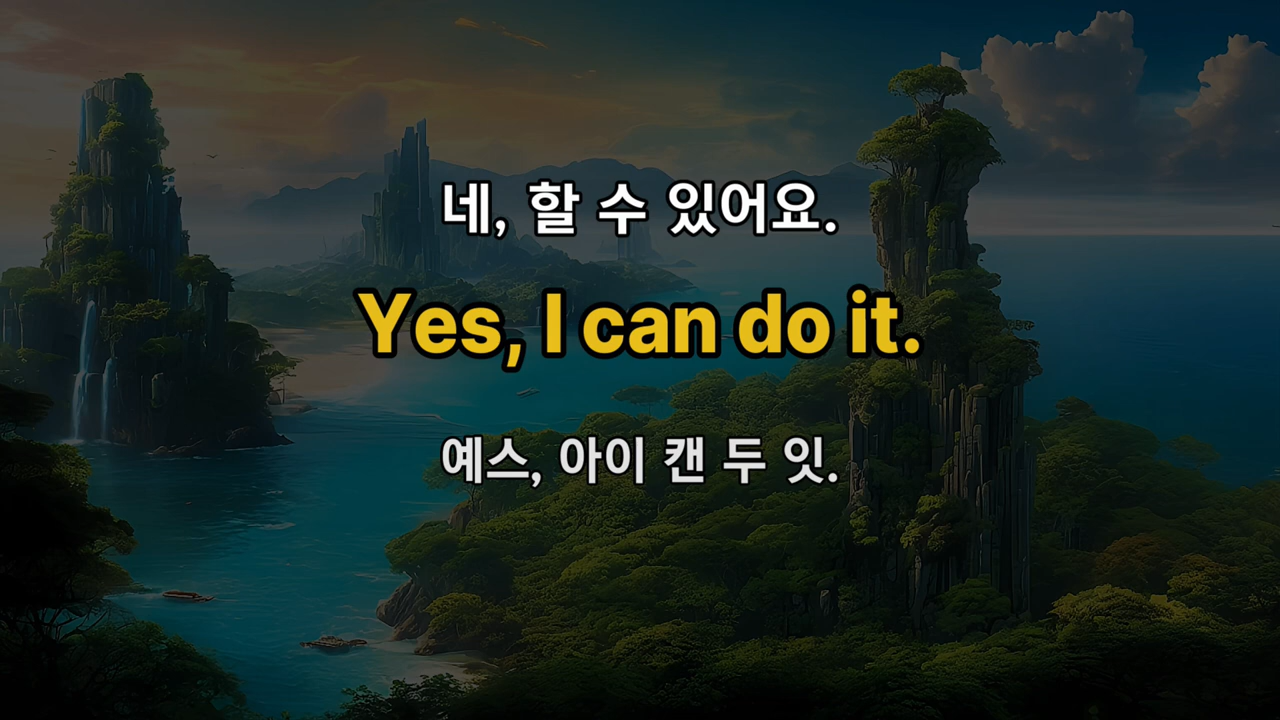 네, 할 수 있어요.
Yes, I can do it.
예스, 아이 캔 두 잇.